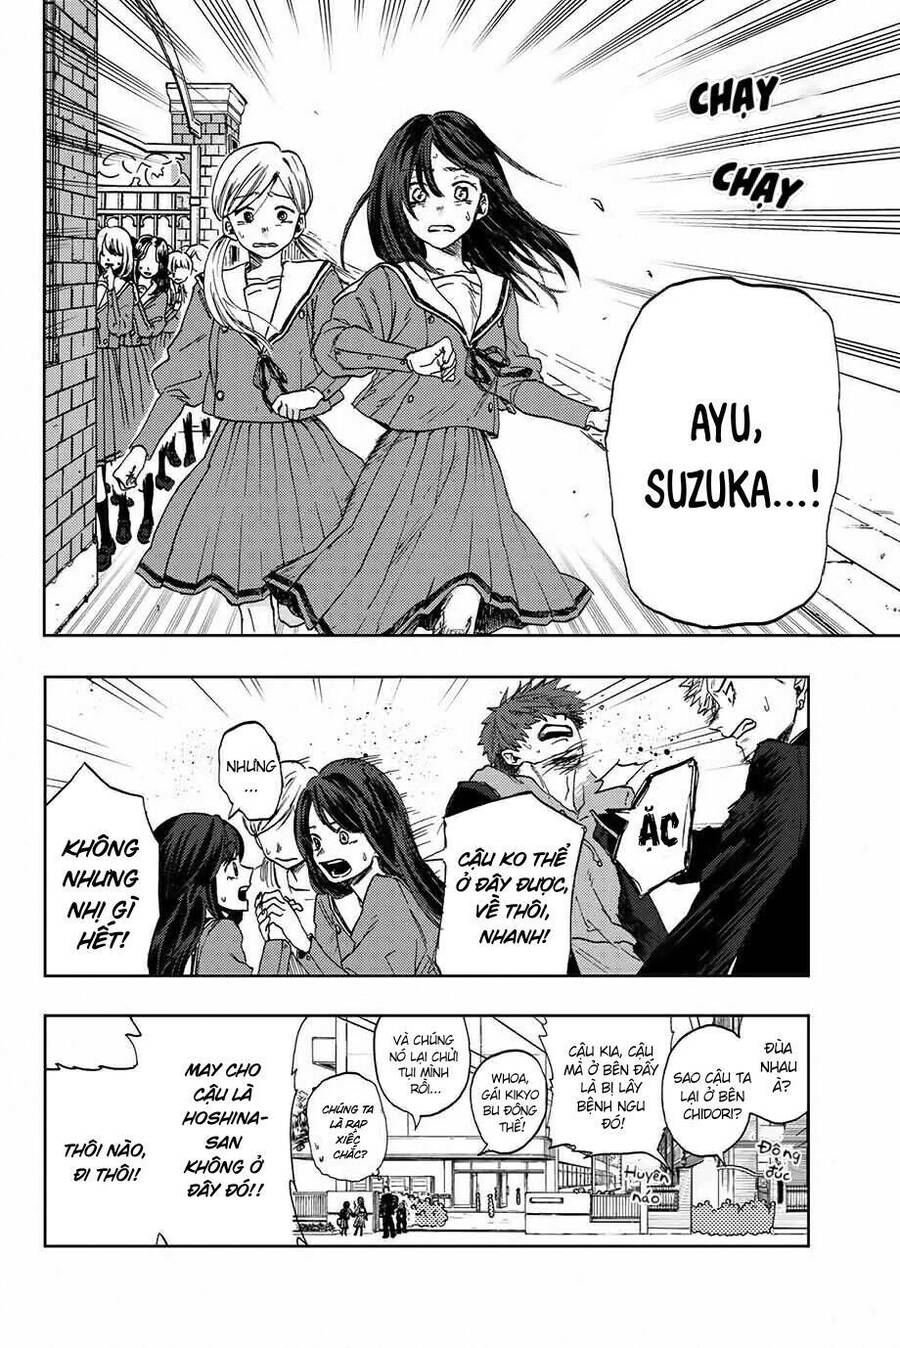 CHẠY
CHẠY
AYU,
SUZUKA...!
ẶC
CẬU KO THỂ
Ở ĐÂY ĐƯỢC,
VỀ THÔI,
NHANH!
NHƯNG
...
KHÔNG
NHƯNG
NHỊ GÌ
HẾT!
ĐÙA
NHAU
À?
SAO CẬU TA
LẠI Ở BÊN
CHIDORI?
Đông
đúc
CẬU KIA, CẬU
MÀ Ở BÊN ĐẤY
LÀ BỊ LÂY
BỆNH NGU
ĐÓ!
Huyên
náo
WHOA,
GÁI KIKYO
BU ĐÔNG
THẾ!
VÀ CHÚNG
NÓ LẠI CHỬI
TỤI MÌNH
RỒI...
CHÚNG TA
LÀ RẠP
XIẾC
CHẮC?
MAY CHO
CẬU LÀ
HOSHINA-
SAN
KHÔNG Ở
ĐÂY ĐÓ!!
THÔI NÀO,
ĐI THÔI!